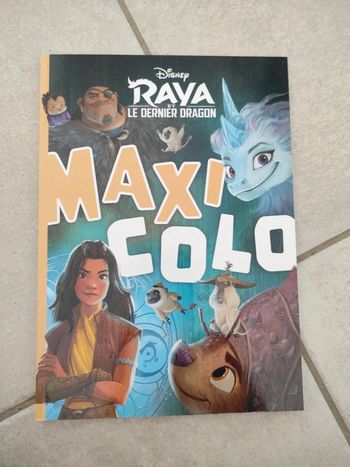 Disney
RAYA
ET
LE DERNIER DRAGON
MAXI
COLO